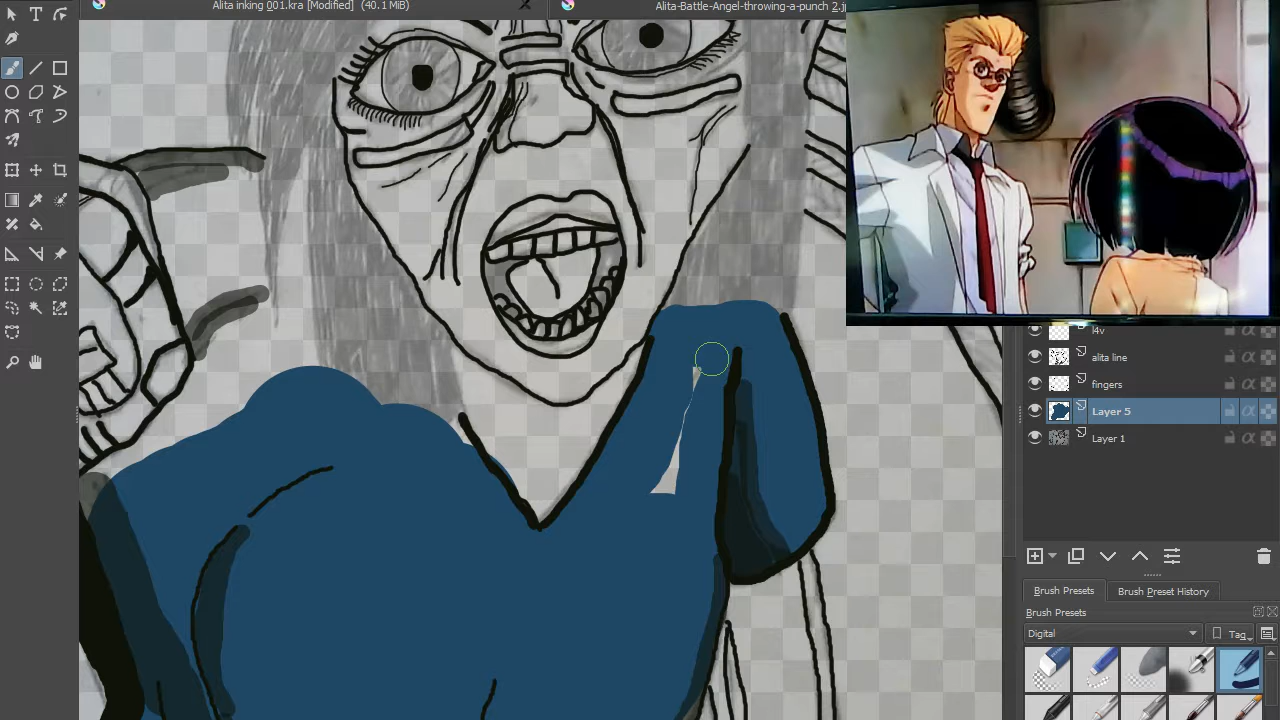 Alita inking 001.kra [Modified]  (40.1 MiB)
Alita-Battle-Angel-throwing-a-punch 2.j
l4v
alita line
fingers
Layer 5
Layer 1
Brush Presets
Brush Preset History
Brush Presets
Digital
Tag